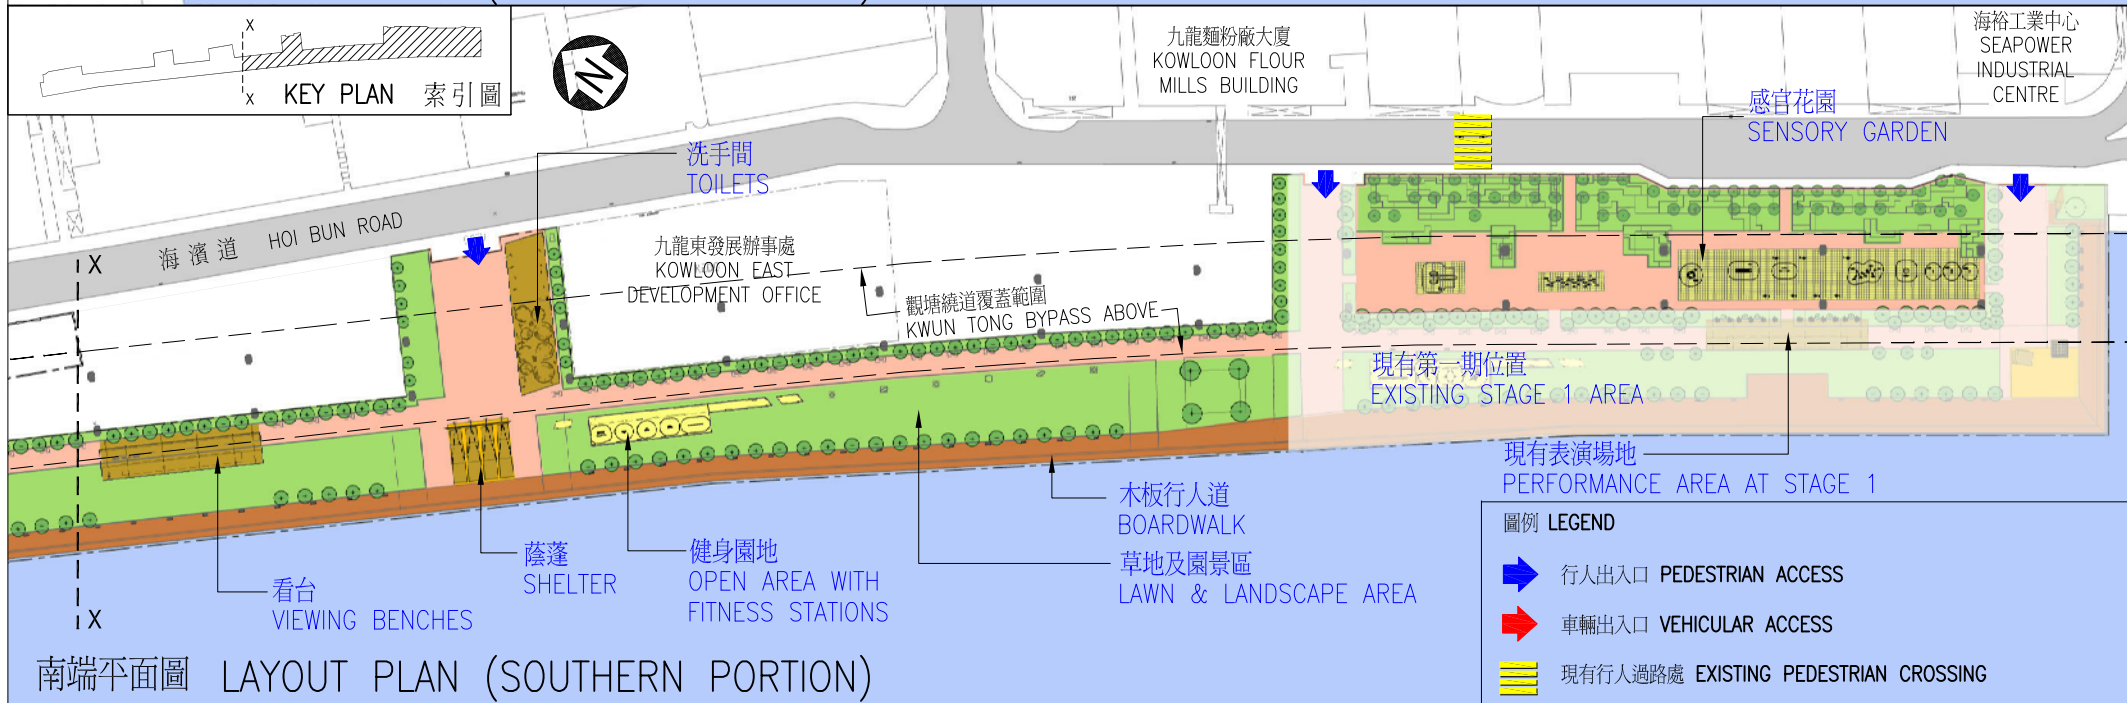 X
X
KEY PLAN 索引圖
N
九龍麵粉廠大廈
KOWLOON FLOUR
MILLS BUILDING
海裕工業中心
SEAPOWER
INDUSTRIAL
CENTRE
感官花園
SENSORY GARDEN
洗手間
TOILETS
海濱道 HOI BUN ROAD
九龍東發展辦事處
KOWLOON EAST
DEVELOPMENT OFFICE
觀塘繞道覆蓋範圍
KWUN TONG BYPASS ABOVE
X
X
現有第一期位置
EXISTING STAGE 1 AREA
現有表演場地
PERFORMANCE AREA AT STAGE 1
木板行人道
BOARDWALK
草地及園景區
LAWN & LANDSCAPE AREA
健身園地
OPEN AREA WITH
FITNESS STATIONS
蔭蓬
SHELTER
看台
VIEWING BENCHES
南端平面圖 LAYOUT PLAN (SOUTHERN PORTION)
圖例 LEGEND
行人出入口 PEDESTRIAN ACCESS
車輛出入口 VEHICULAR ACCESS
現有行人過路處 EXISTING PEDESTRIAN CROSSING